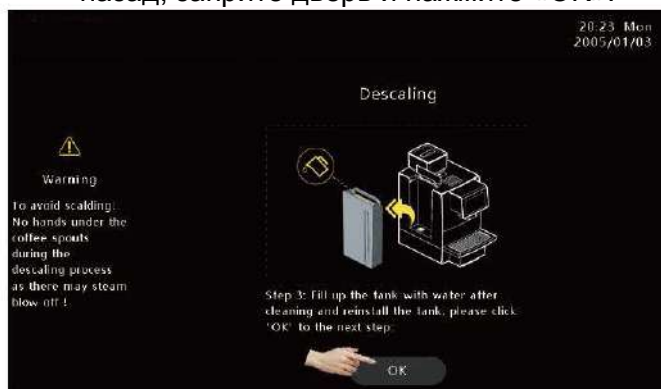 назад, закройте дверь и нажмите «OK».
20:23 Mon
2005/01/03
Descaling
Warning
To avoid scalding:
No hands under the
coffee spouts
during the
descaling process
as there may steam
blow off !
Step 3: Fill up the tank with water after
cleaning and reinstall the tank, please click
'OK' to the next step.
OK